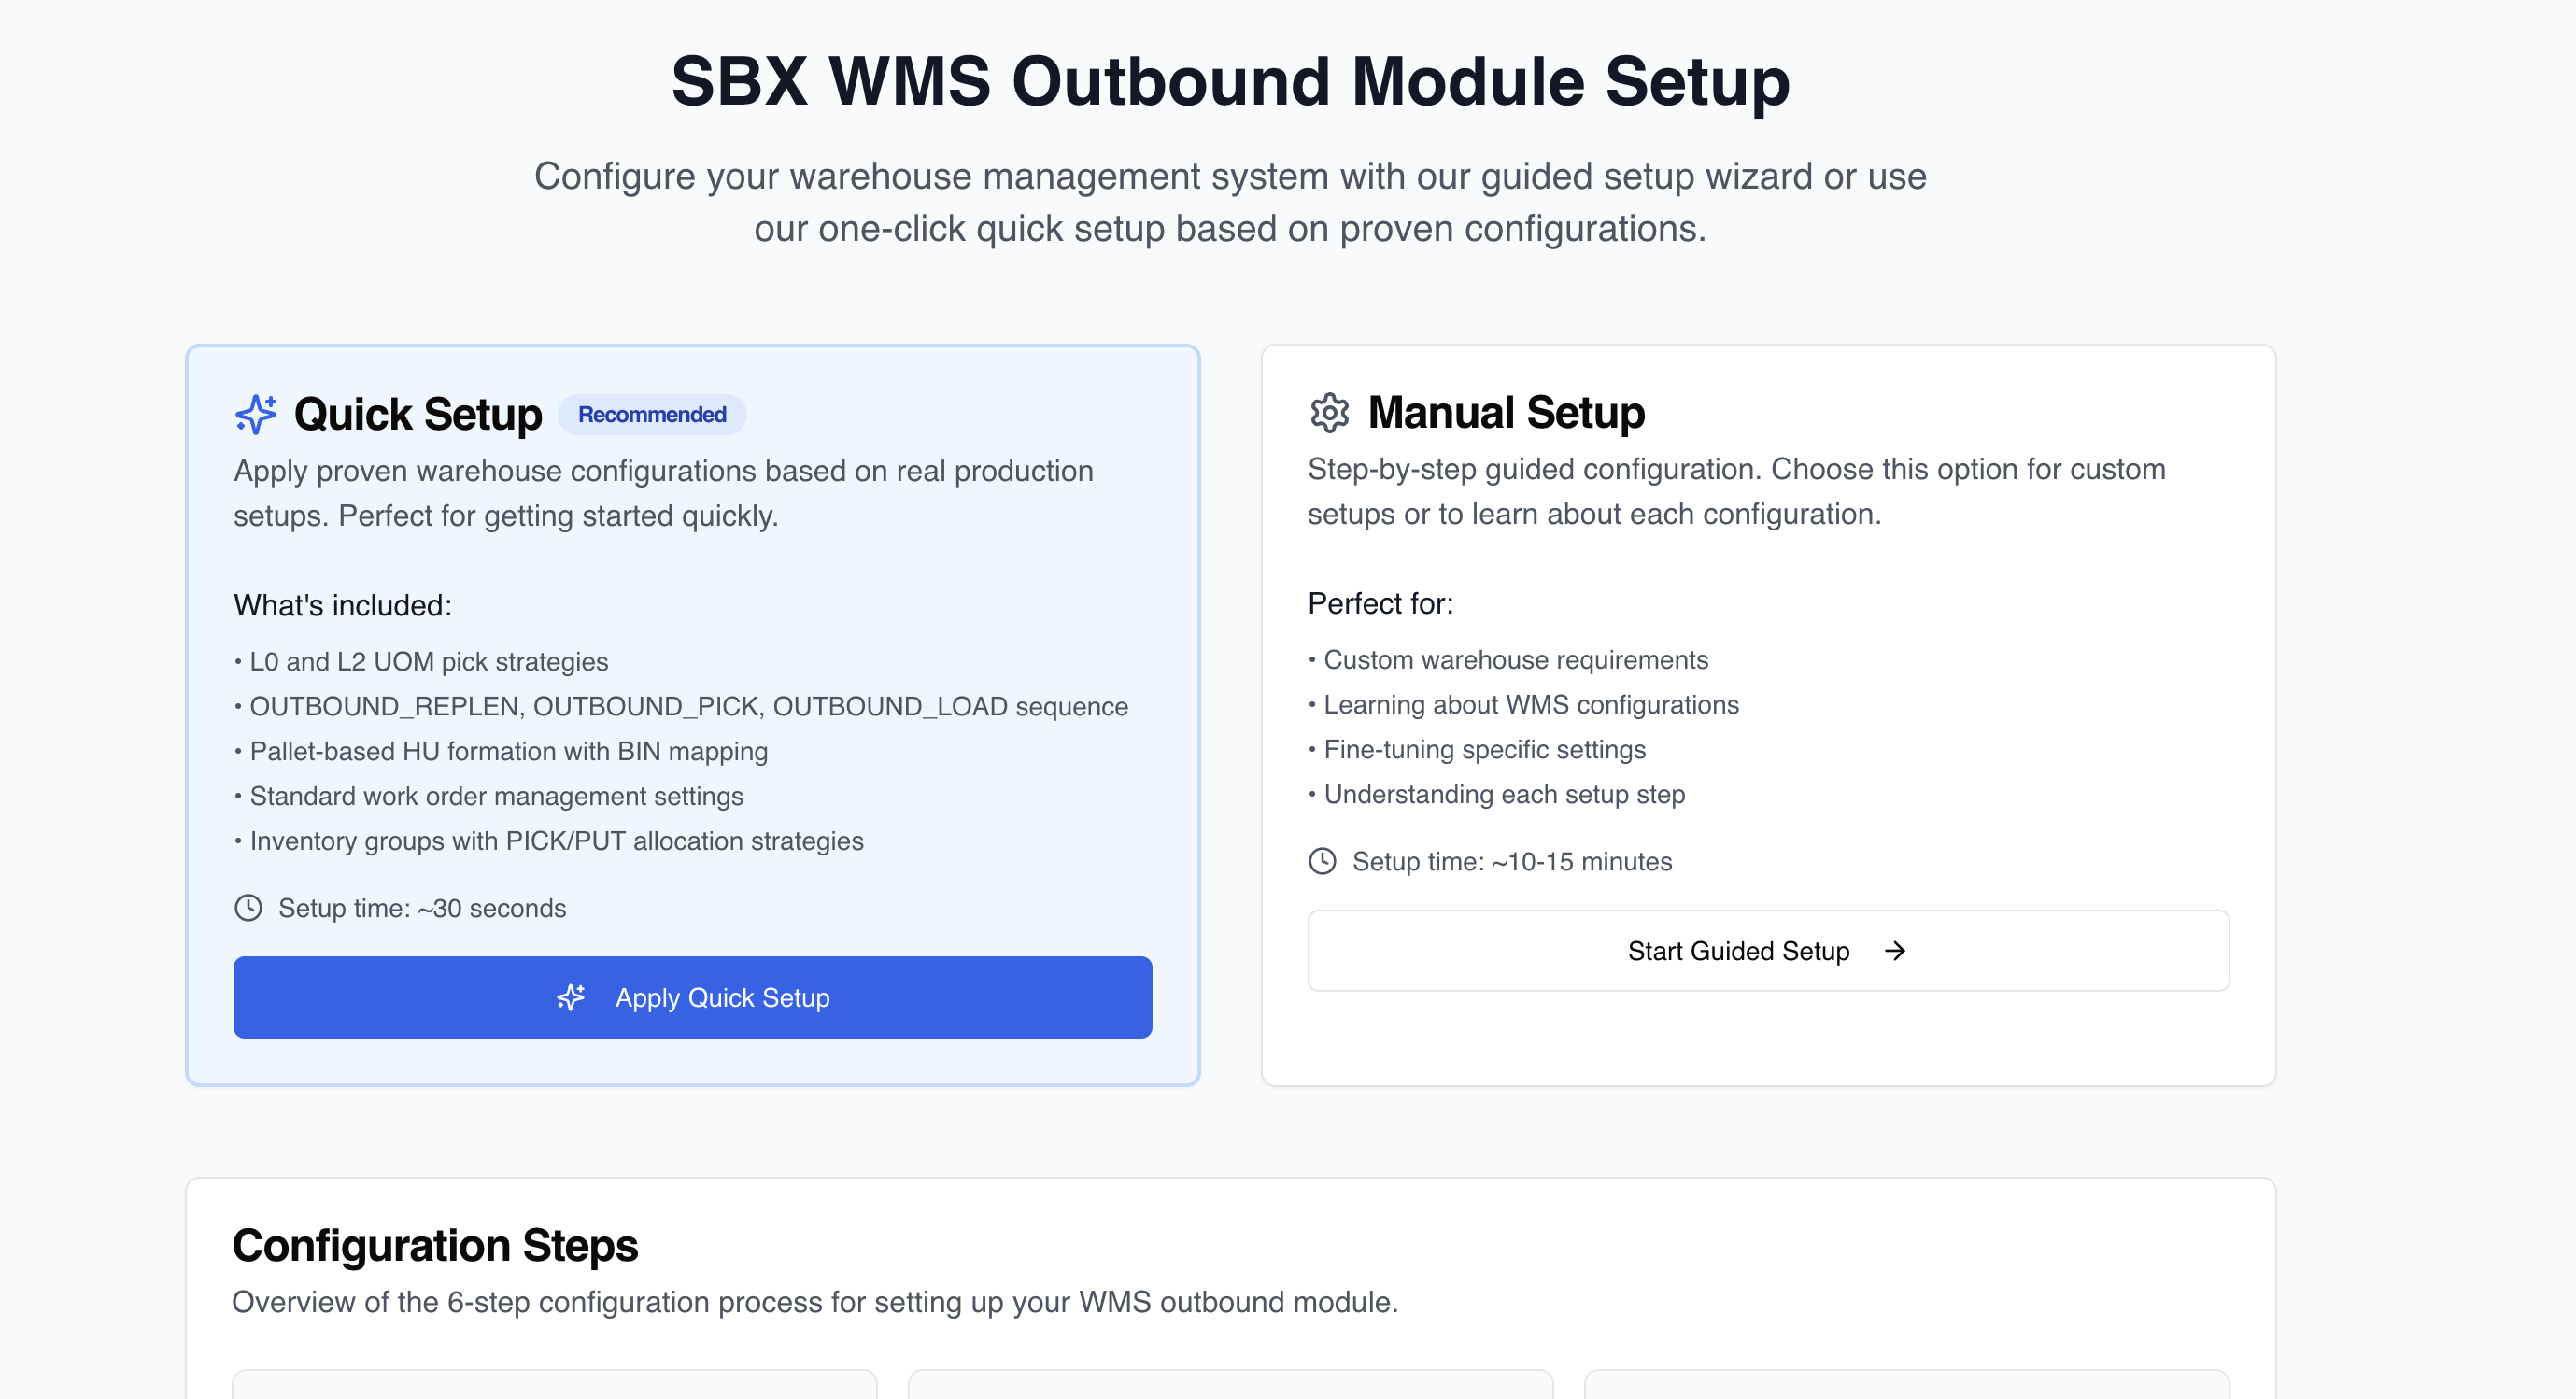 SBX WMS Outbound Module Setup
Configure your warehouse management system with our guided setup wizard or use
our one-click quick setup based on proven configurations.
Quick Setup
Recommended
Apply proven warehouse configurations based on real production
setups. Perfect for getting started quickly.
What's included:
• L0 and L2 UOM pick strategies
• OUTBOUND_REPLEN, OUTBOUND_PICK, OUTBOUND_LOAD sequence
• Pallet-based HU formation with BIN mapping
• Standard work order management settings
• Inventory groups with PICK/PUT allocation strategies
Setup time: ~30 seconds
Apply Quick Setup
Manual Setup
Step-by-step guided configuration. Choose this option for custom
setups or to learn about each configuration.
Perfect for:
• Custom warehouse requirements
• Learning about WMS configurations
• Fine-tuning specific settings
• Understanding each setup step
Setup time: ~10-15 minutes
Start Guided Setup →
Configuration Steps
Overview of the 6-step configuration process for setting up your WMS outbound module.